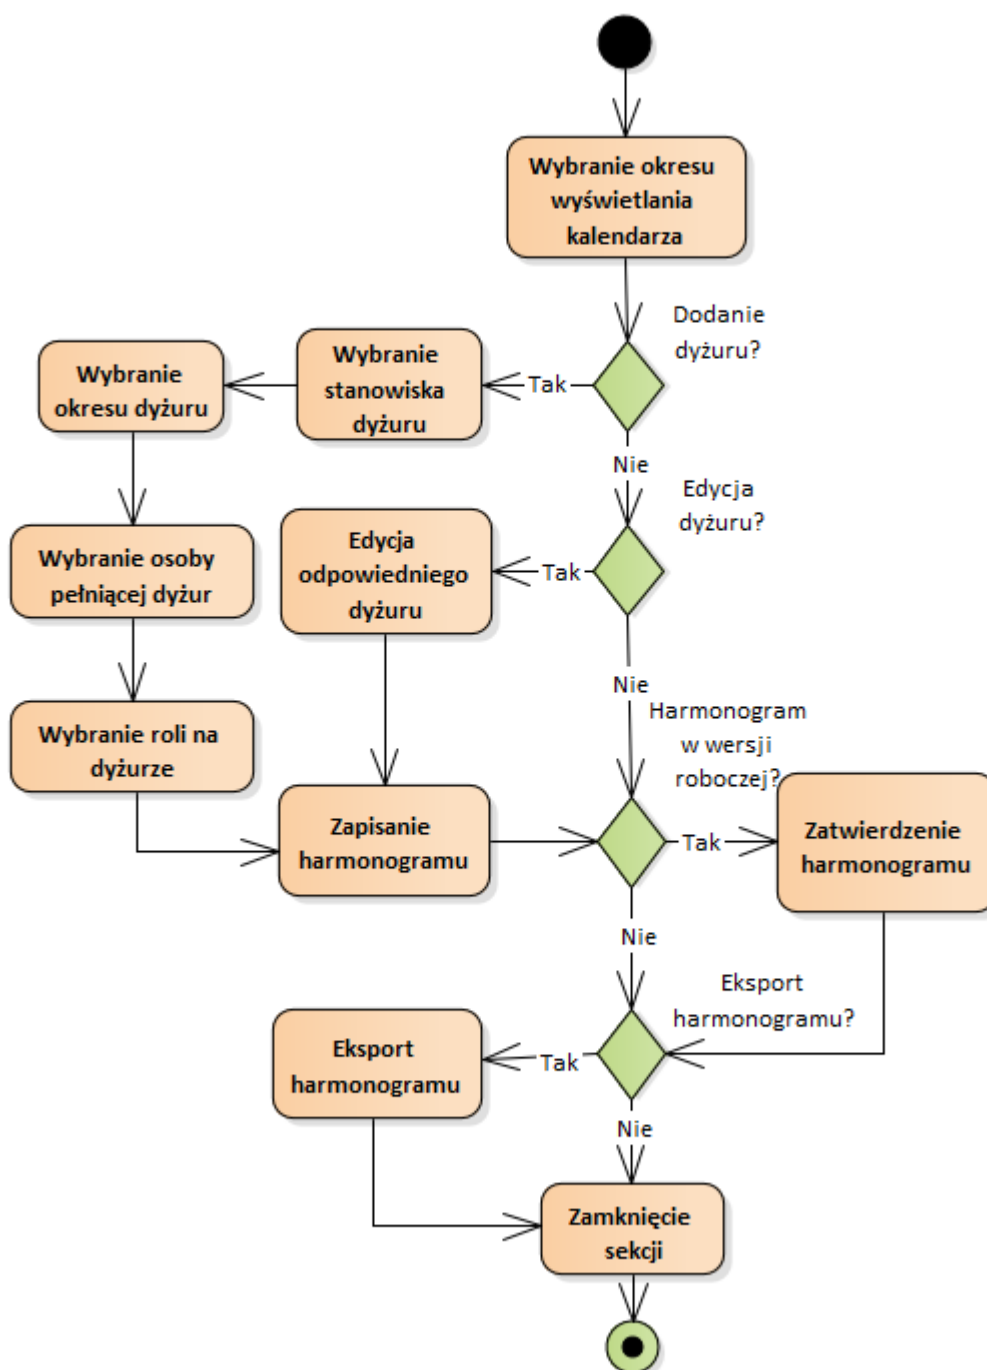 Wybranie okresu
wyświetlania
kalendarza
Dodanie
dyżuru?
Tak
Wybranie
stanowiska
dyżuru
Wybranie
okresu dyżuru
Nie
Edycja
dyżuru?
Tak
Edycja
odpowiedniego
dyżuru
Wybranie osoby
pełniącej dyżur
Nie
Wybranie roli na
dyżurze
Harmonogram
w wersji
roboczej?
Zapisanie
harmonogramu
Tak
Zatwierdzenie
harmonogramu
Nie
Eksport
harmonogramu?
Tak
Eksport
harmonogramu
Nie
Zamknięcie
sekcji